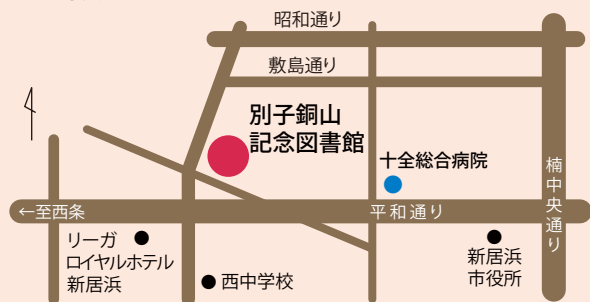 昭和通り
敷島通り
別子銅山
記念図書館
十全総合病院
楠中央通り
←至西条
平和通り
リーガ
ロイヤルホテル
新居浜
西中学校
新居浜
市役所